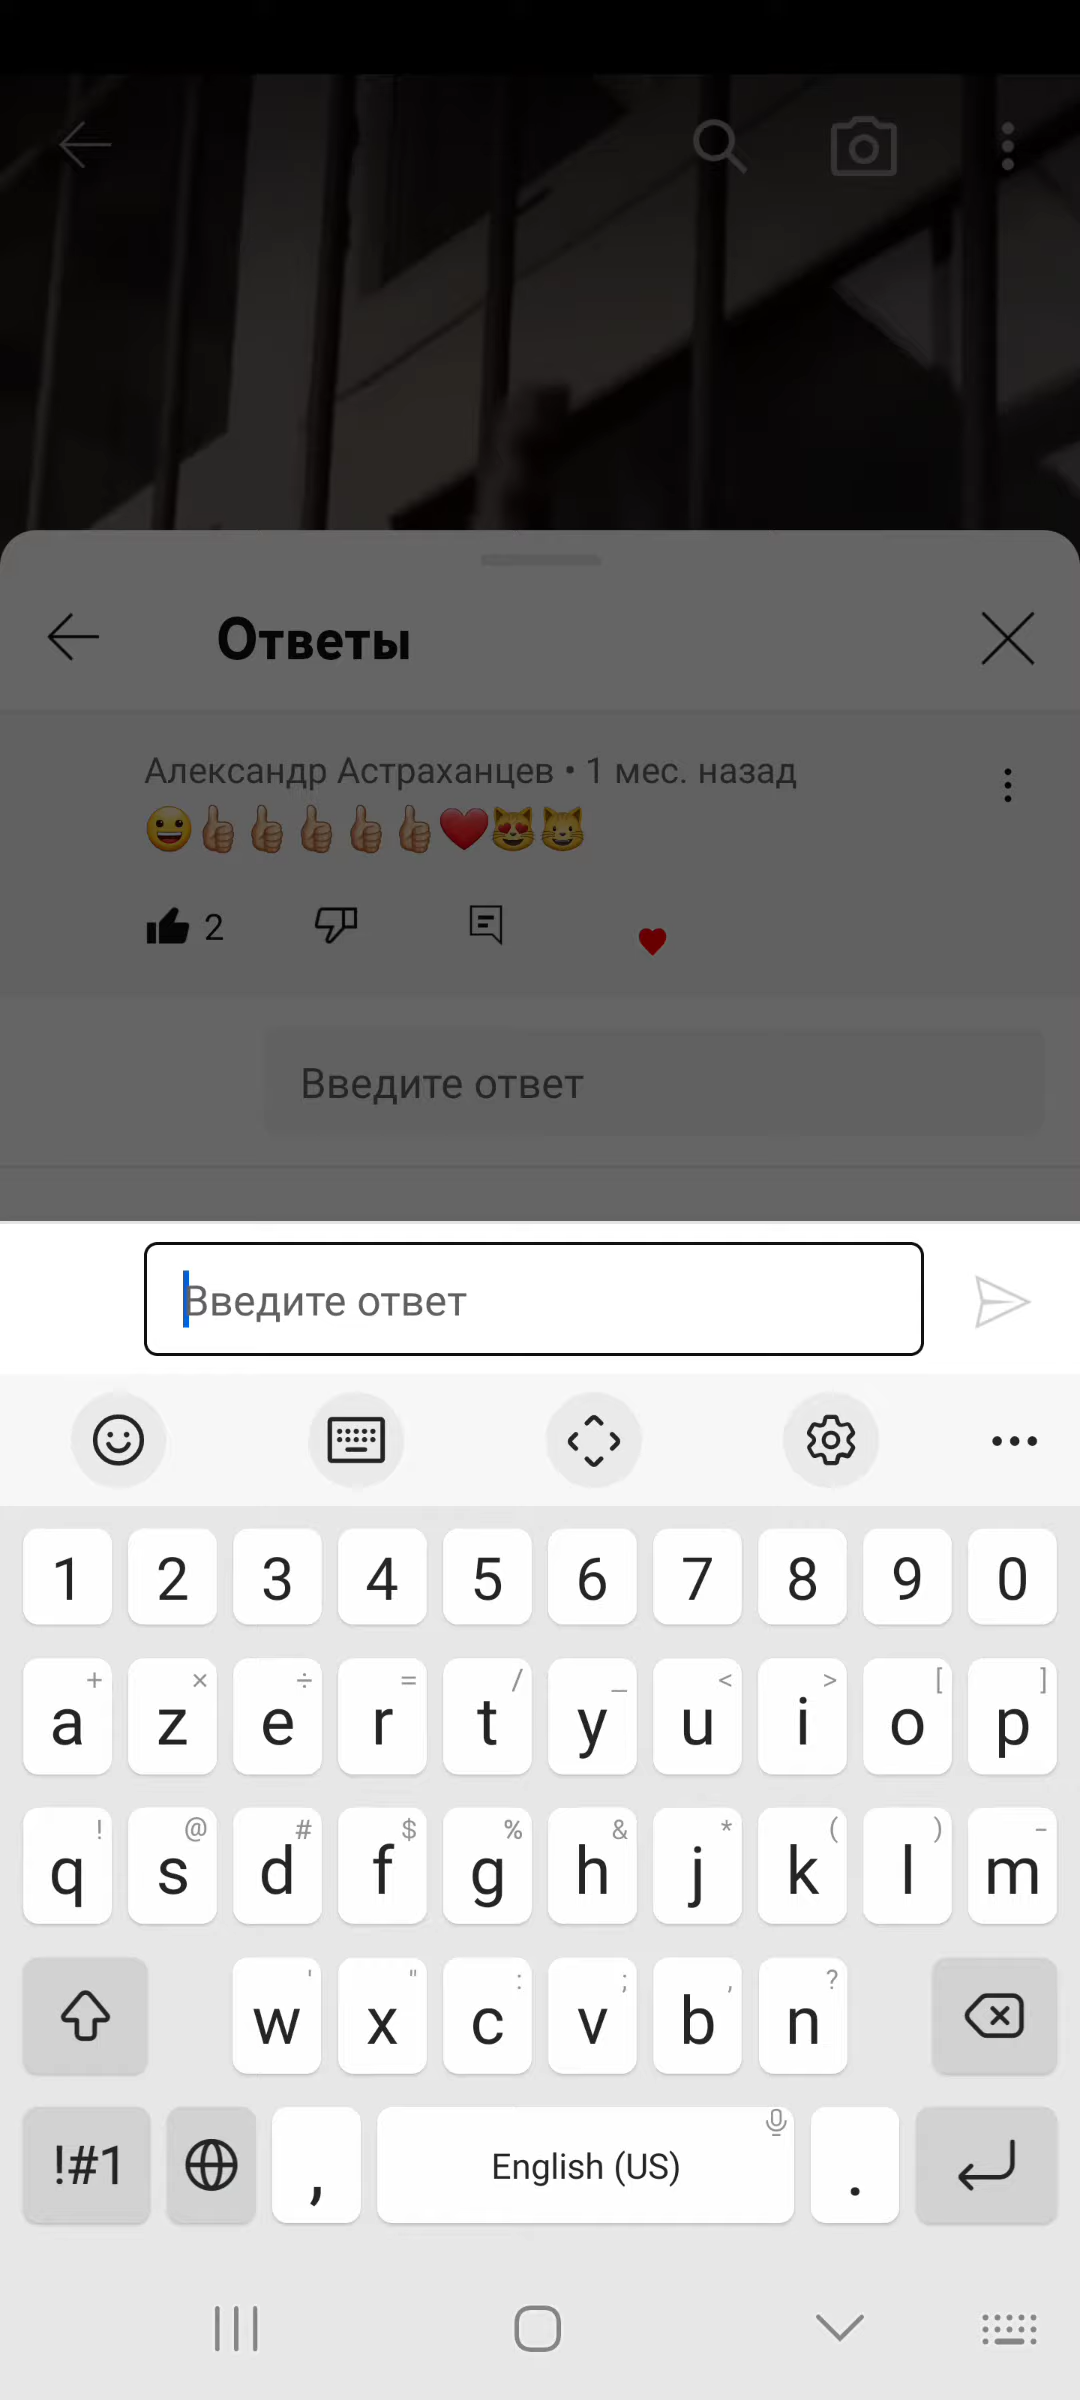 Ответы
Александр Астраханцев • 1 мес. назад
😀👍🏼👍🏼👍🏼👍🏼👍🏼❤️😻😺
2
Введите ответ
Введите ответ
1 2 3 4 5 6 7 8 9 0
+ × ÷ = / _ < > [ ]
a z e r t y u i o p
! @ # $ % & * ( ) -
q s d f g h j k l m
' " : ; , ?
w x c v b n
!#1 , English (US) .